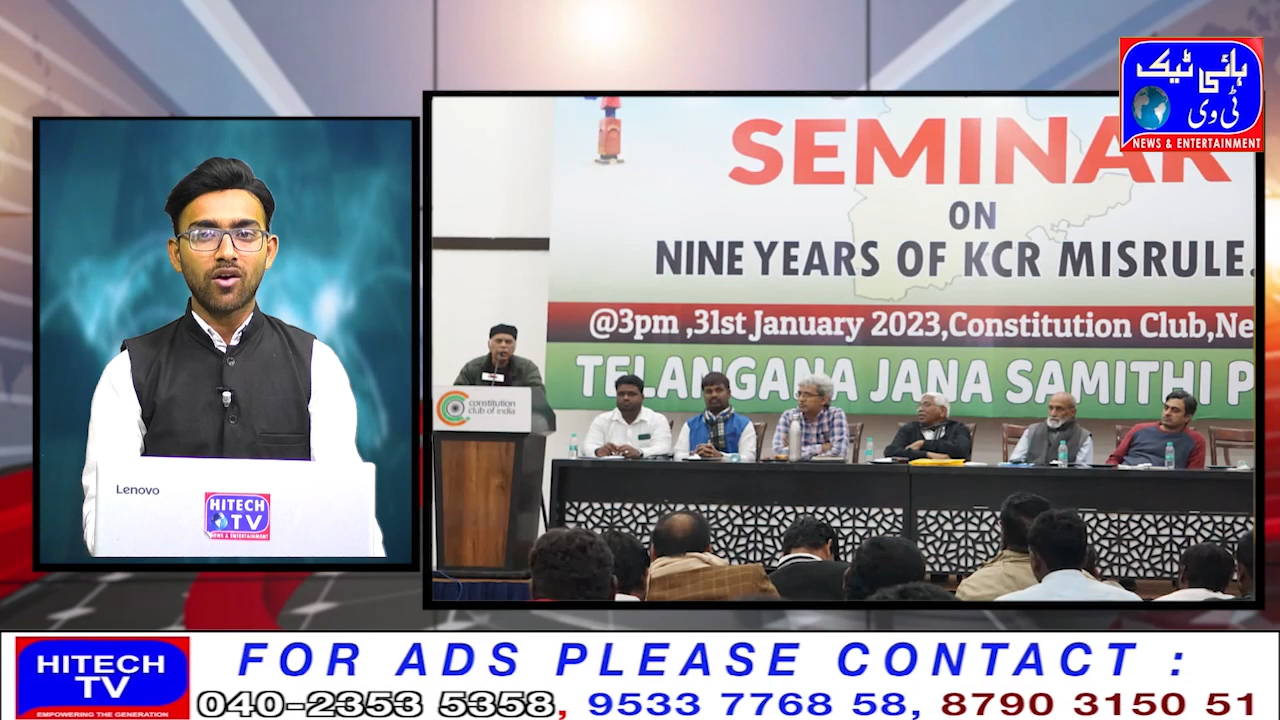 ہائی ٹیک
ٹی وی
NEWS & ENTERTAINMENT
SEMINAR
ON
NINE YEARS OF KCR MISRULE.
@3pm ,31st January 2023,Constitution Club,Ne
TELANGANA JANA SAMITHI P
constitution
club of india
Lenovo
HITECH
TV
NEWS & ENTERTAINMENT
HITECH
TV
EMPOWERING THE GENERATION
FOR ADS PLEASE CONTACT :
040-2353 5358, 9533 7768 58, 8790 3150 51